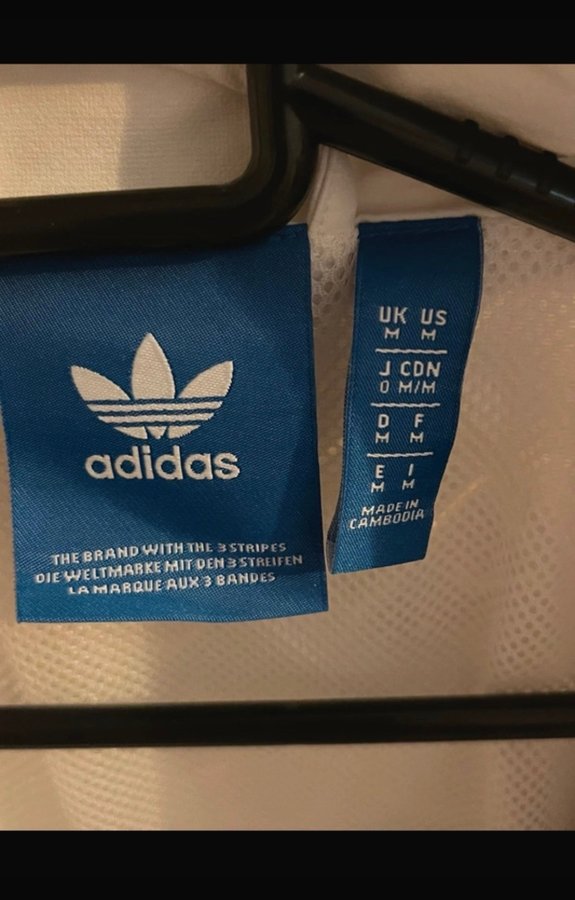 adidas
THE BRAND WITH THE 3 STRIPES
DIE WELTMARKE MIT DEN 3 STREIFEN
LA MARQUE AUX 3 BANDES
UK US
M M
J CDN
O M/M
D F
M M
E I
M M
MADE IN
CAMBODIA